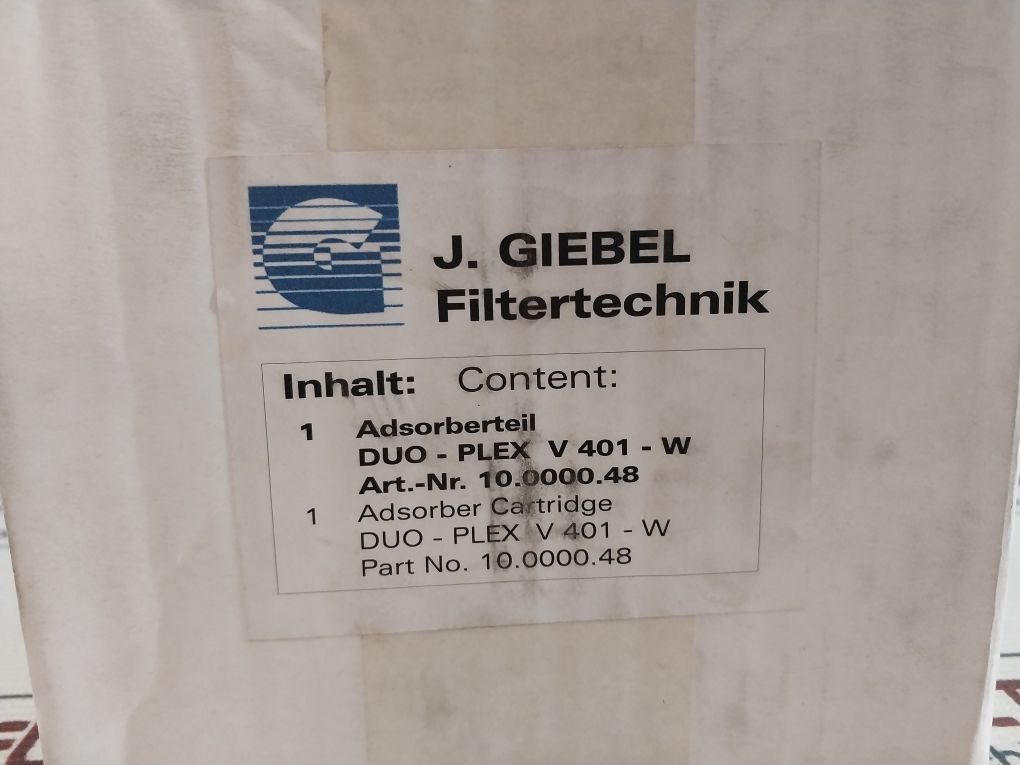 J. GIEBEL
Filtertechnik
Inhalt: Content:
1 Adsorberteil
DUO - PLEX V 401 - W
Art.-Nr. 10.0000.48
1 Adsorber Cartridge
DUO - PLEX V 401 - W
Part No. 10.0000.48